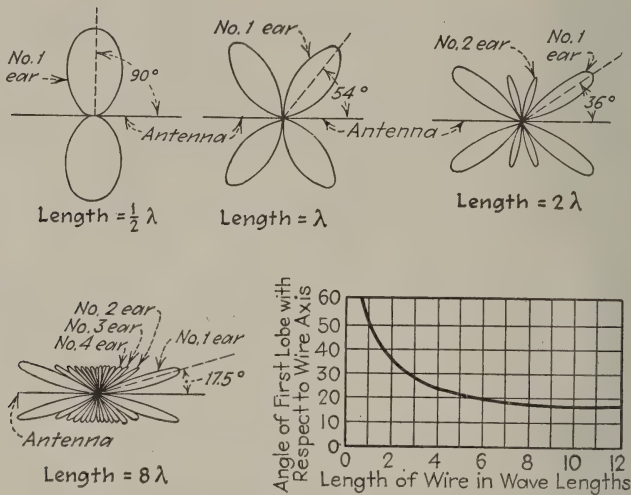 No.1
ear
90°
Length = ½ λ
No. 1 ear
54°
Antenna
Antenna
Length = λ
No.2 ear
No. 1
ear
36°
Length = 2 λ
No. 2 ear
No. 3 ear
No. 4 ear
No. 1 ear
17.5°
Antenna
Length = 8 λ
Angle of First Lobe with
Respect to Wire Axis
60
50
40
30
20
10
0
0 2 4 6 8 10 12
Length of Wire in Wave Lengths